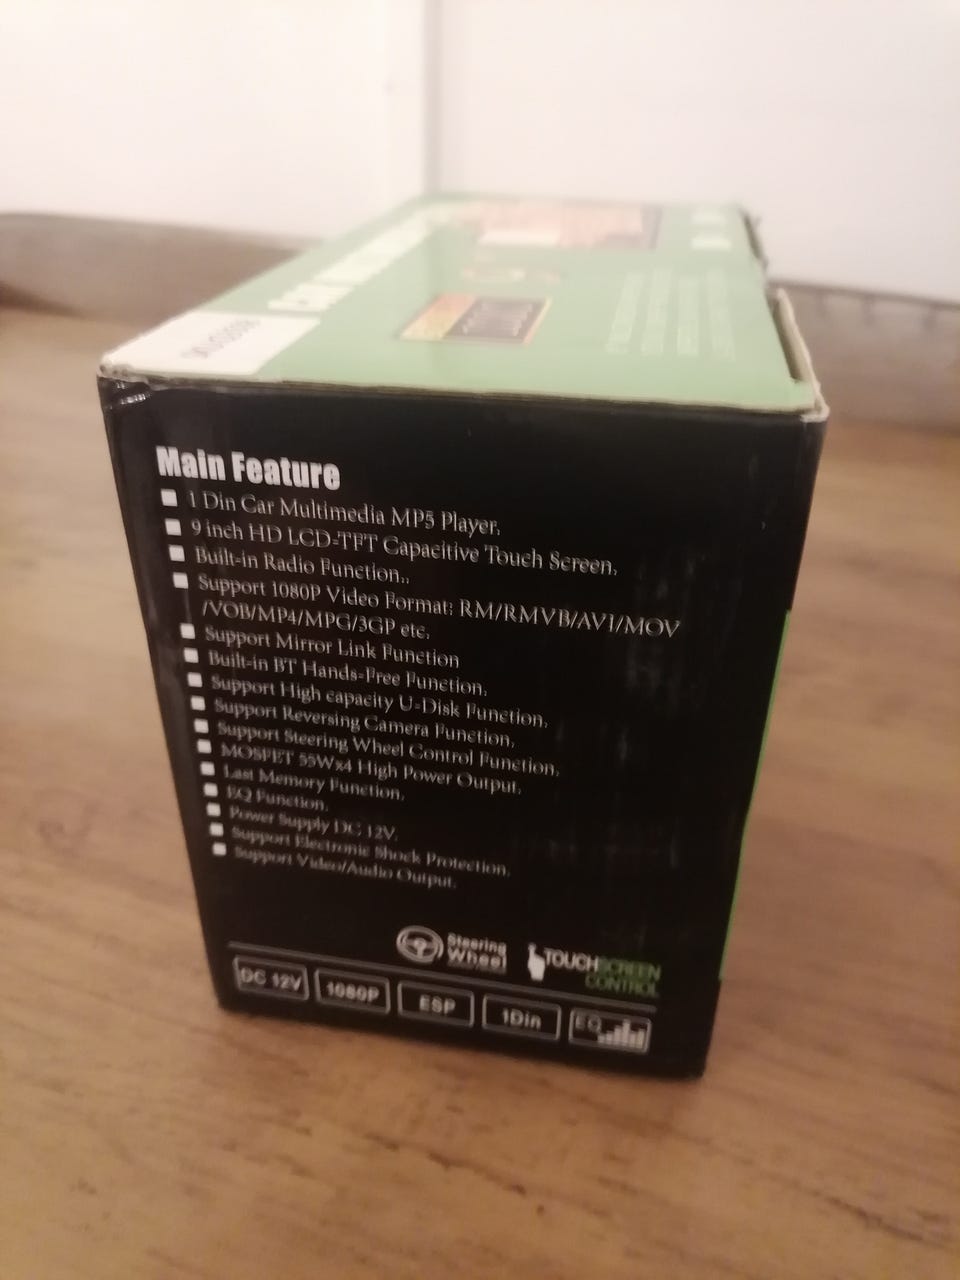 CAR
9"
Main Feature
1 Din Car Multimedia MP5 Player.
9 inch HD LCD-TFT Capacitive Touch Screen.
Built-in Radio Function..
Support 1080P Video Format: RM/RMVB/AVI/MOV
/VOB/MP4/MPG/3GP etc.
Support Mirror Link Function
Built-in BT Hands-Free Function.
Support High capacity U-Disk Function.
Support Reversing Camera Function.
Support Steering Wheel Control Function.
MOSFET 55Wx4 High Power Output.
Last Memory Function.
EQ Function.
Power Supply DC 12V.
Support Electronic Shock Protection.
Support Video/Audio Output.
Steering
Wheel
TOUCHSCREEN
CONTROL
DC 12V 1080P ESP 1Din EQ